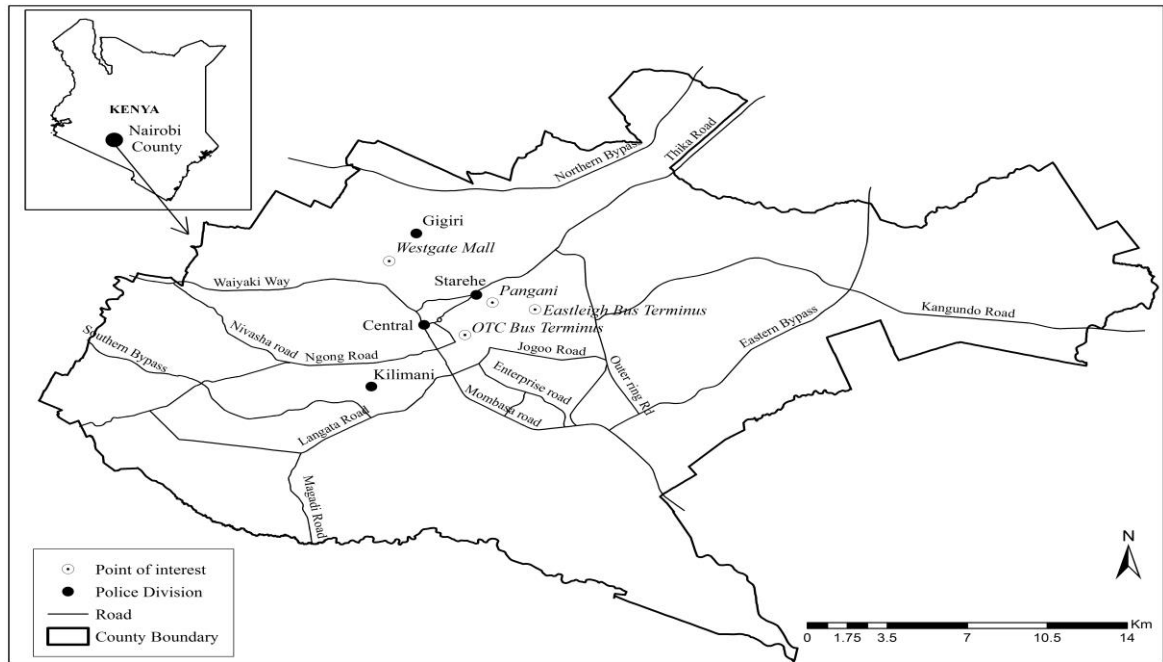 KENYA
Nairobi
County
Northern Bypass
Thika Road
Gigiri
Westgate Mall
Waiyaki Way
Starehe
Pangani
Eastleigh Bus Terminus
Central
OTC Bus Terminus
Kangundo Road
Eastern Bypass
Southern Bypass
Nivasha road
Ngong Road
Jogoo Road
Outer ring Rd
Kilimani
Enterprise road
Mombasa road
Langata Road
Magadi Road
Point of interest
Police Division
Road
County Boundary
N
Km
0 1.75 3.5 7 10.5 14